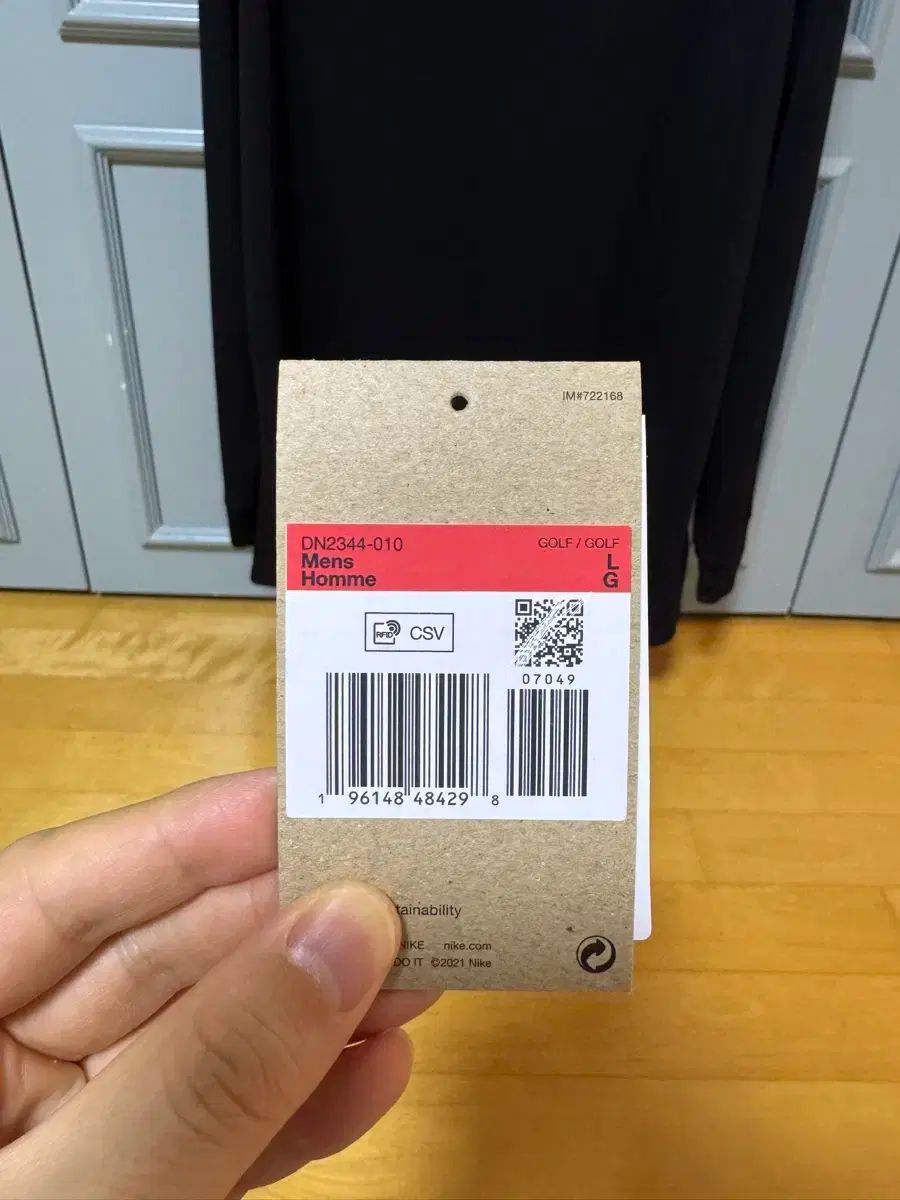 IM#722168
DN2344-010 GOLF / GOLF
Mens L
Homme G
RFID CSV
07049
1 96148 48429 8
tainability
NIKE nike.com
DO IT ©2021 Nike